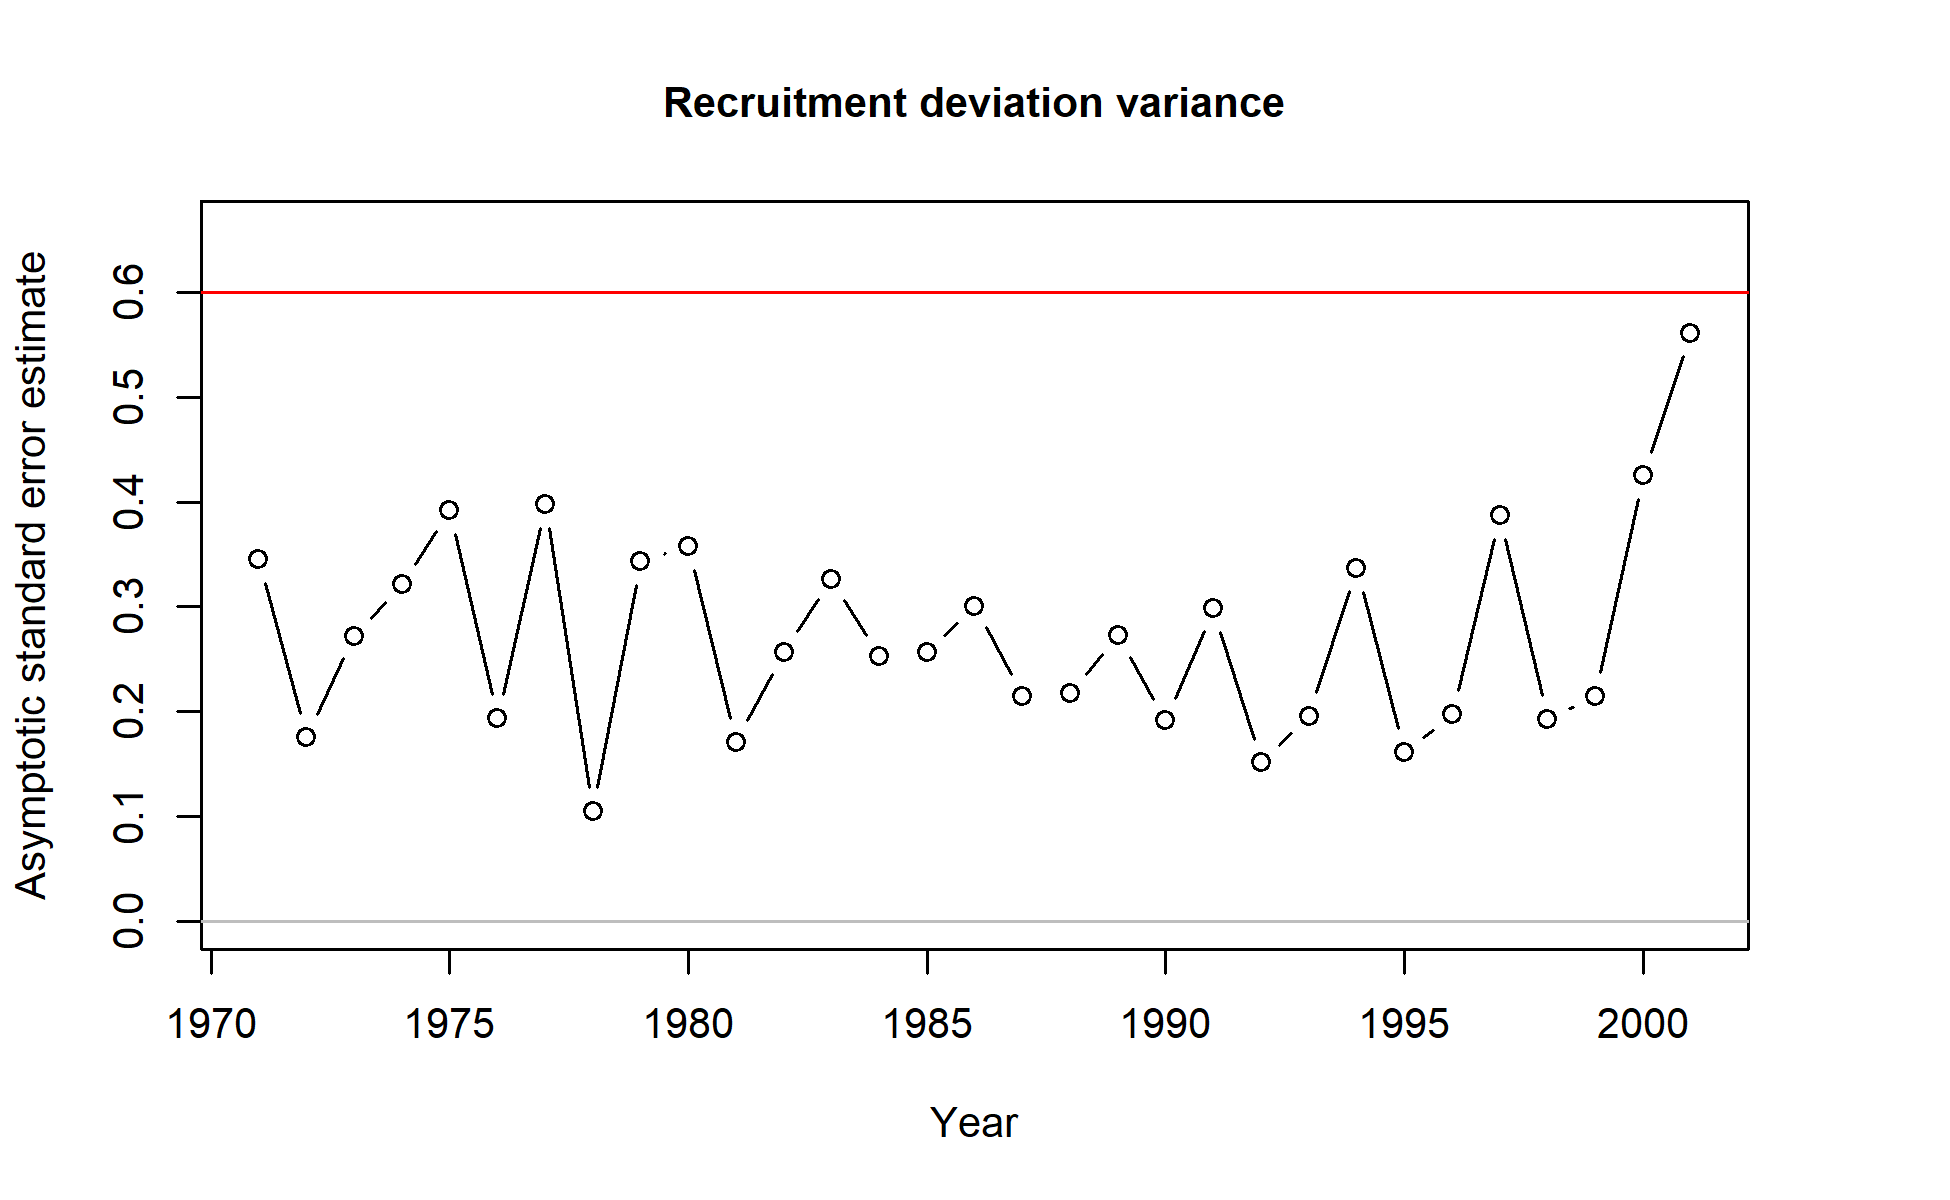 Recruitment deviation variance
Asymptotic standard error estimate
0.6
0.5
0.4
0.3
0.2
0.1
0.0
1970 1975 1980 1985 1990 1995 2000
Year